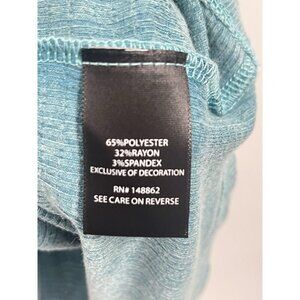 65%POLYESTER
32%RAYON
3%SPANDEX
EXCLUSIVE OF DECORATION
RN# 148862
SEE CARE ON REVERSE